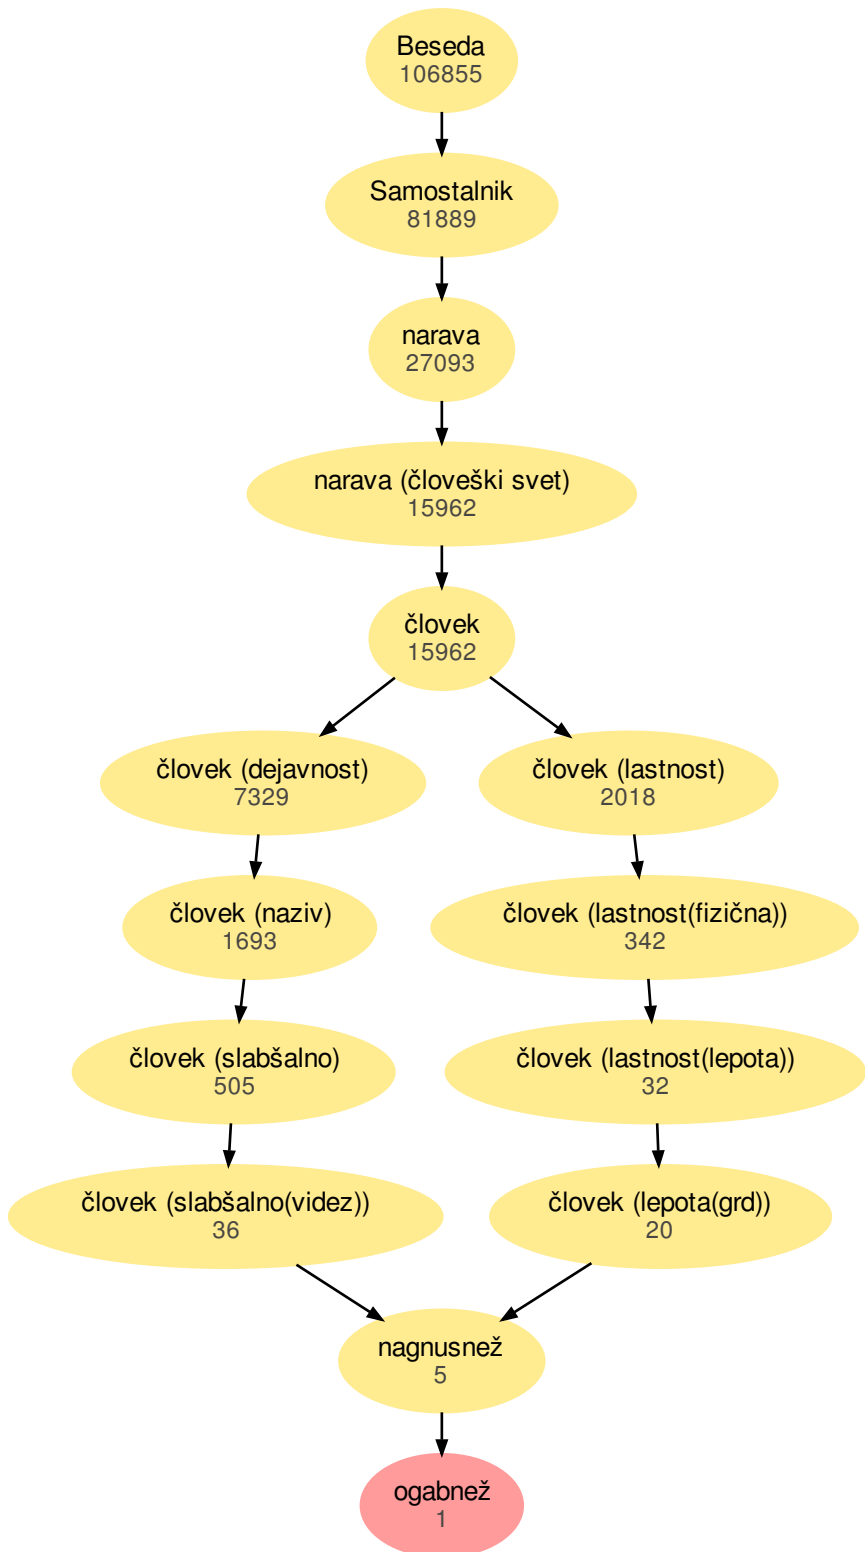 Beseda
106855
Samostalnik
81889
narava
27093
narava (človeški svet)
15962
človek
15962
človek (dejavnost)
7329
človek (lastnost)
2018
človek (naziv)
1693
človek (lastnost(fizična))
342
človek (slabšalno)
505
človek (lastnost(lepota))
32
človek (slabšalno(videz))
36
človek (lepota(grd))
20
nagnusnež
5
ogabnež
1